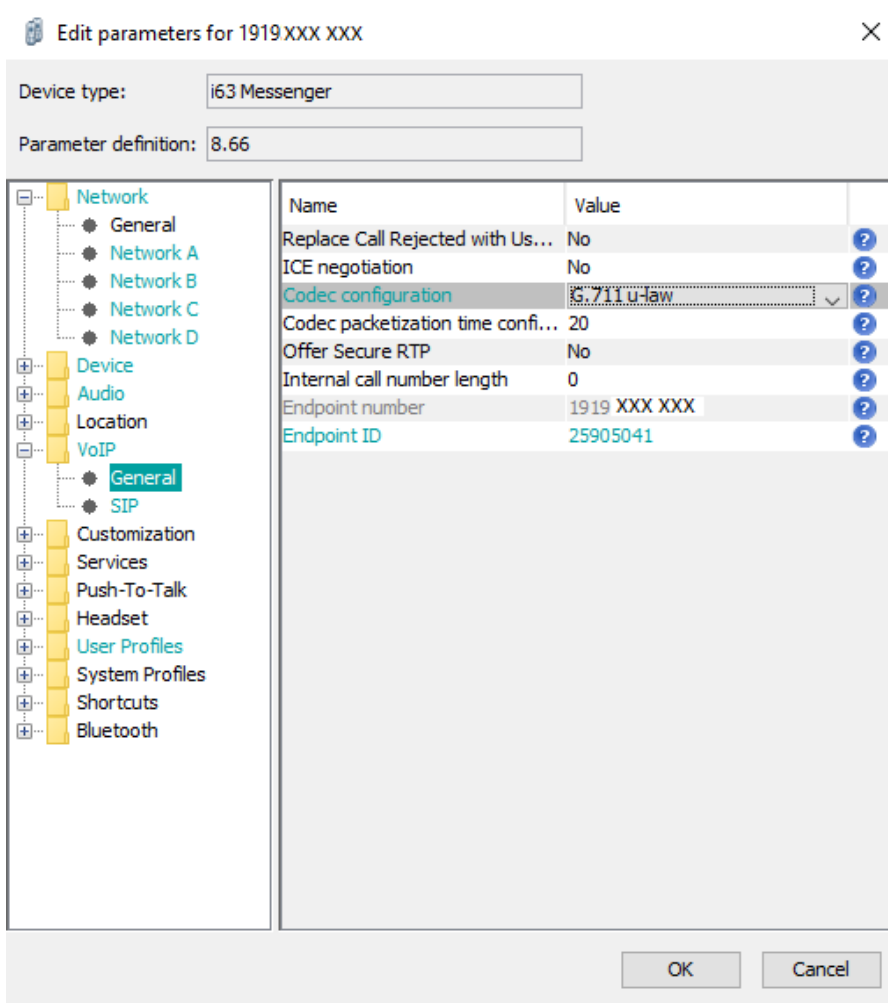 Edit parameters for 1919 XXX XXX
Device type: i63 Messenger
Parameter definition: 8.66
Network
General
Network A
Network B
Network C
Network D
Device
Audio
Location
VoIP
General
SIP
Customization
Services
Push-To-Talk
Headset
User Profiles
System Profiles
Shortcuts
Bluetooth
Name Value
Replace Call Rejected with Us... No
ICE negotiation No
Codec configuration G.711 u-law
Codec packetization time confi... 20
Offer Secure RTP No
Internal call number length 0
Endpoint number 1919 XXX XXX
Endpoint ID 25905041
OK Cancel